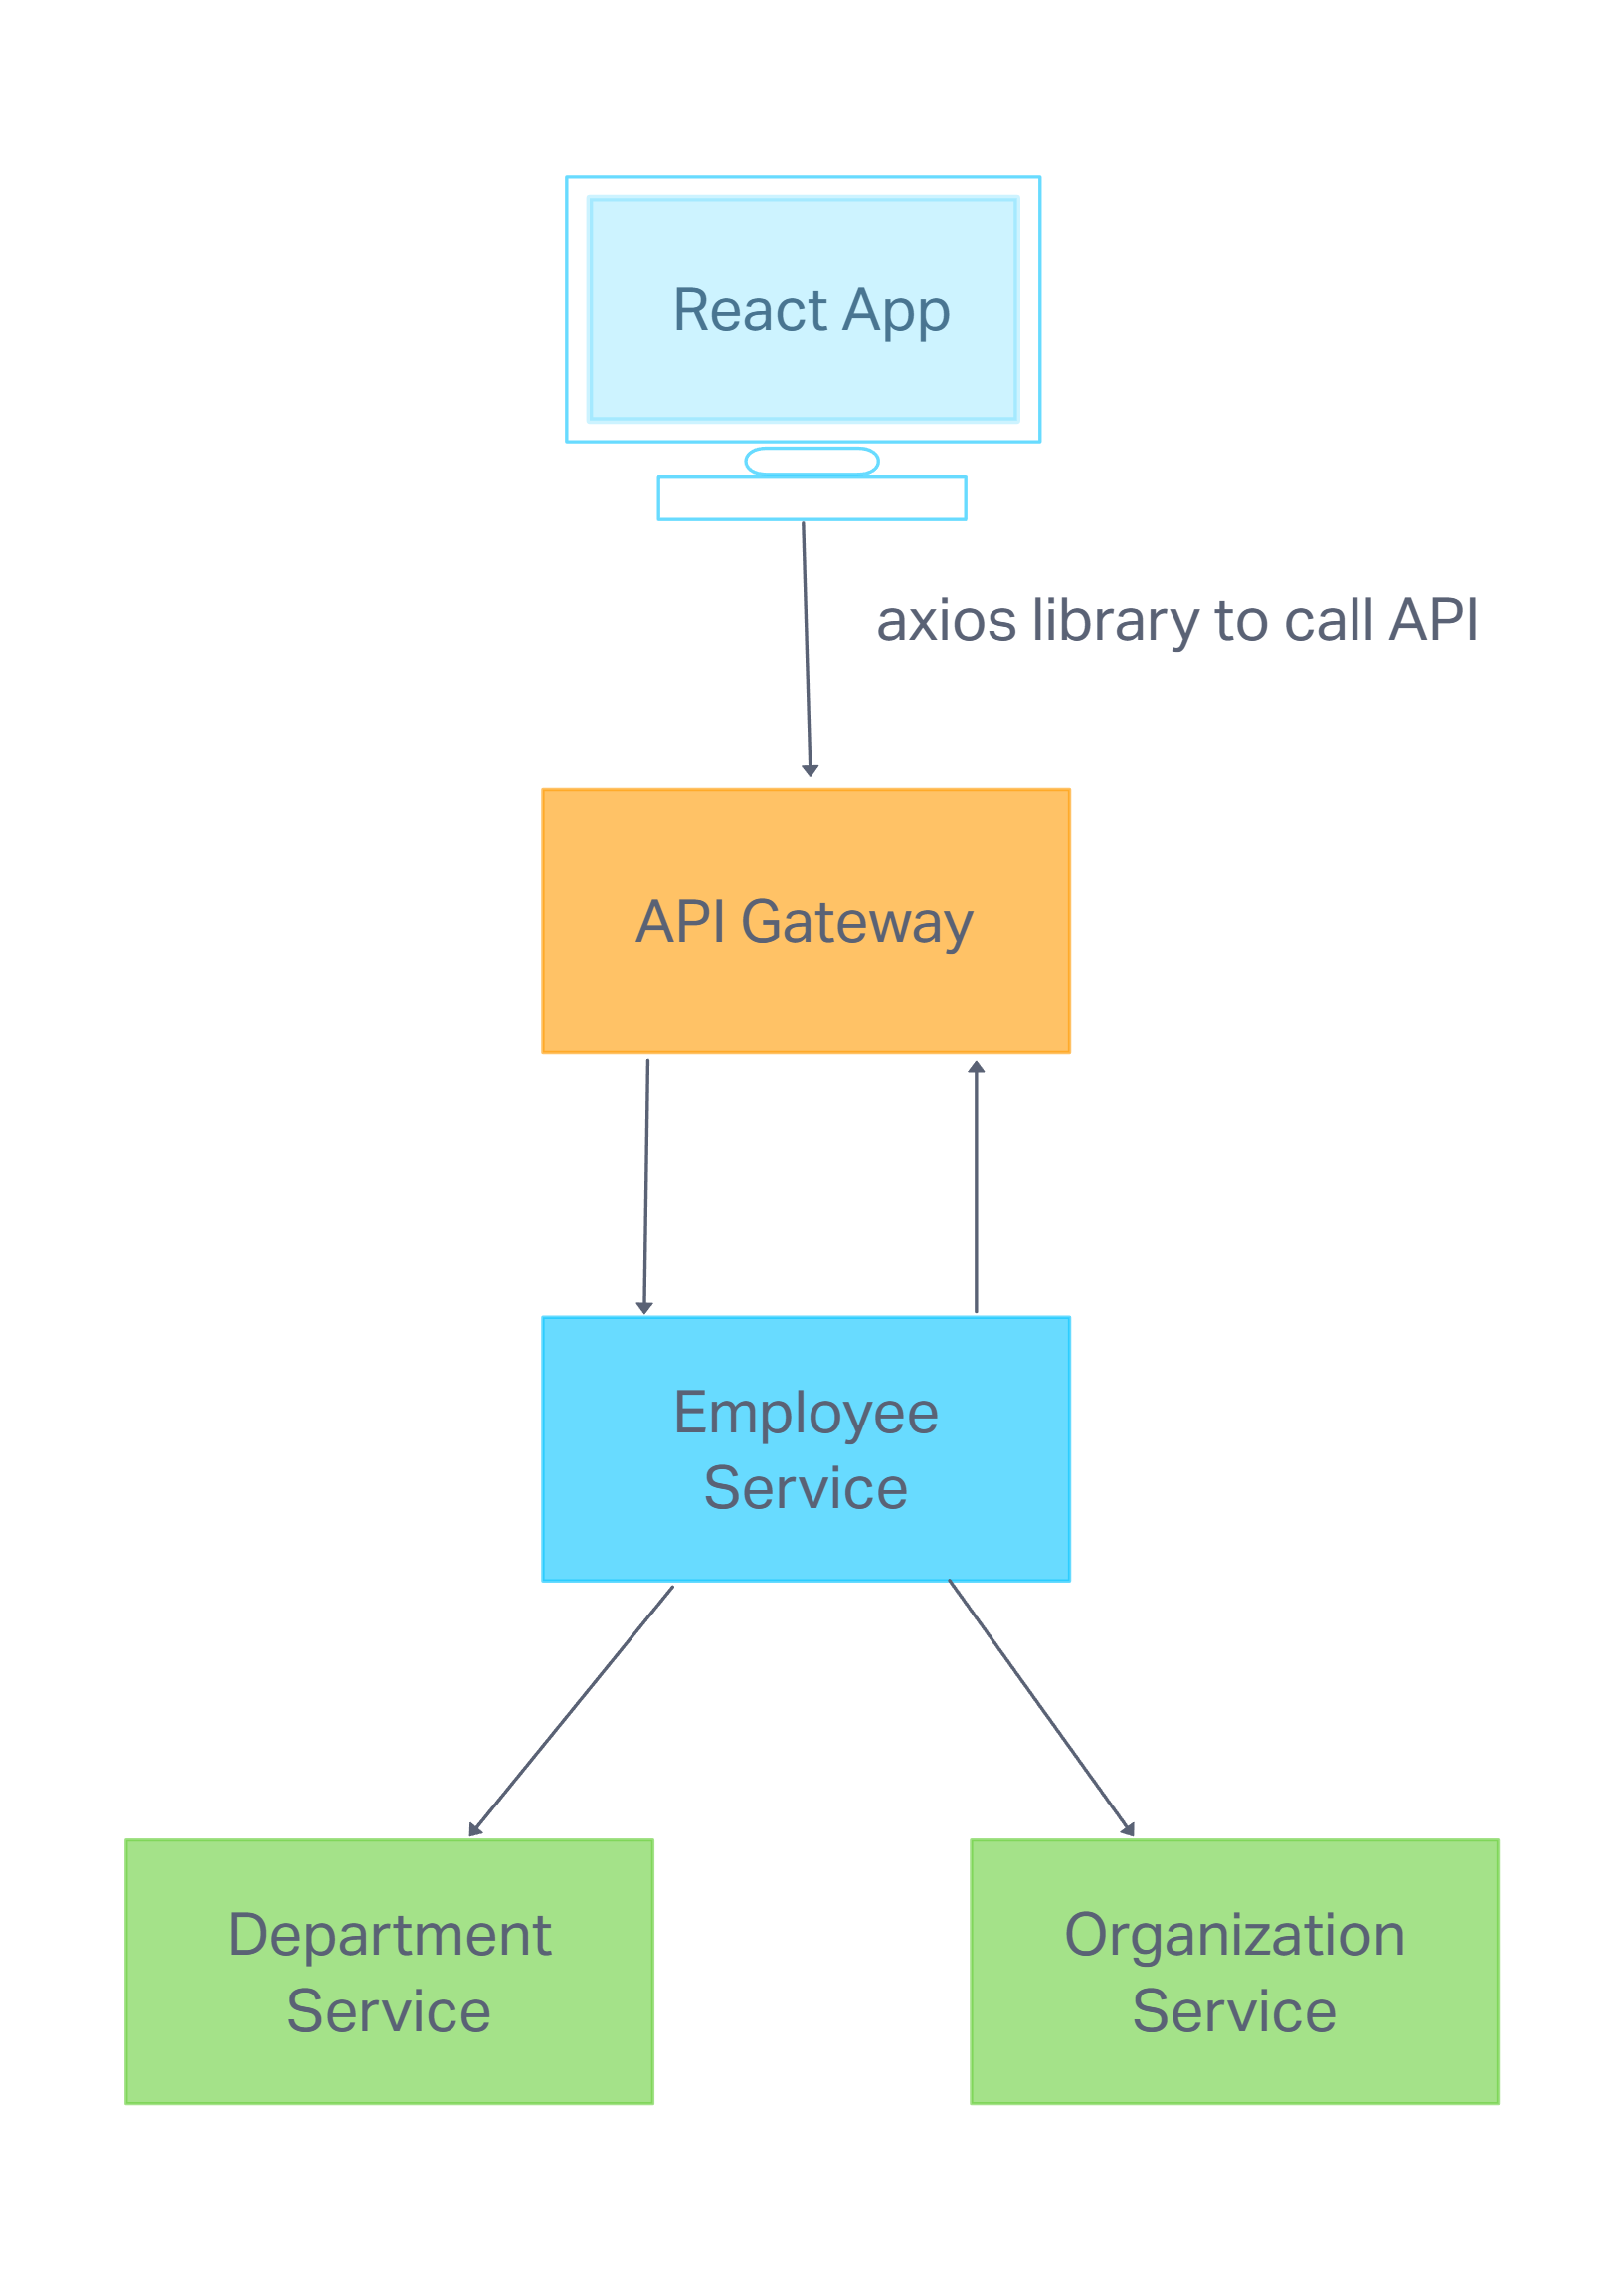 React App
axios library to call API
API Gateway
Employee
Service
Department
Service
Organization
Service